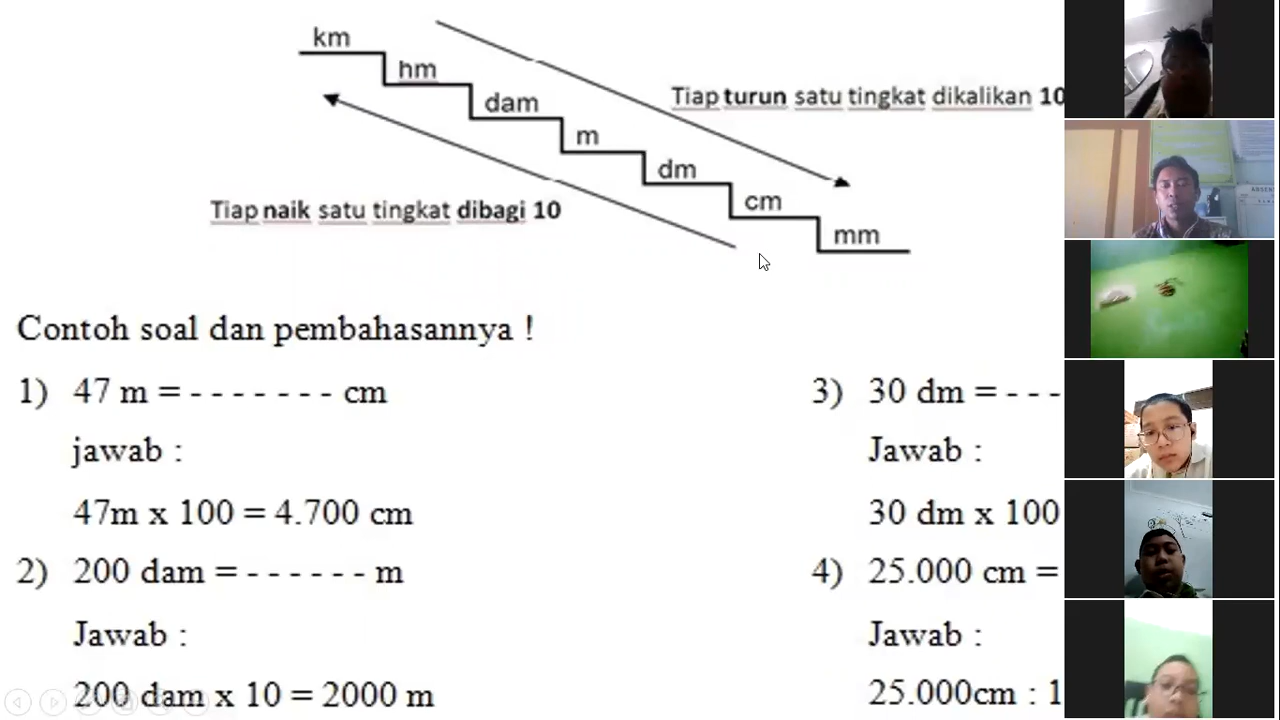 km
hm
dam
m
dm
cm
mm
Tiap turun satu tingkat dikalikan 10
Tiap naik satu tingkat dibagi 10
Contoh soal dan pembahasannya !
1) 47 m = - - - - - - - cm
jawab :
47m x 100 = 4.700 cm
2) 200 dam = - - - - - - m
Jawab :
200 dam x 10 = 2000 m
3) 30 dm = - - -
Jawab :
30 dm x 100
4) 25.000 cm =
Jawab :
25.000cm : 1